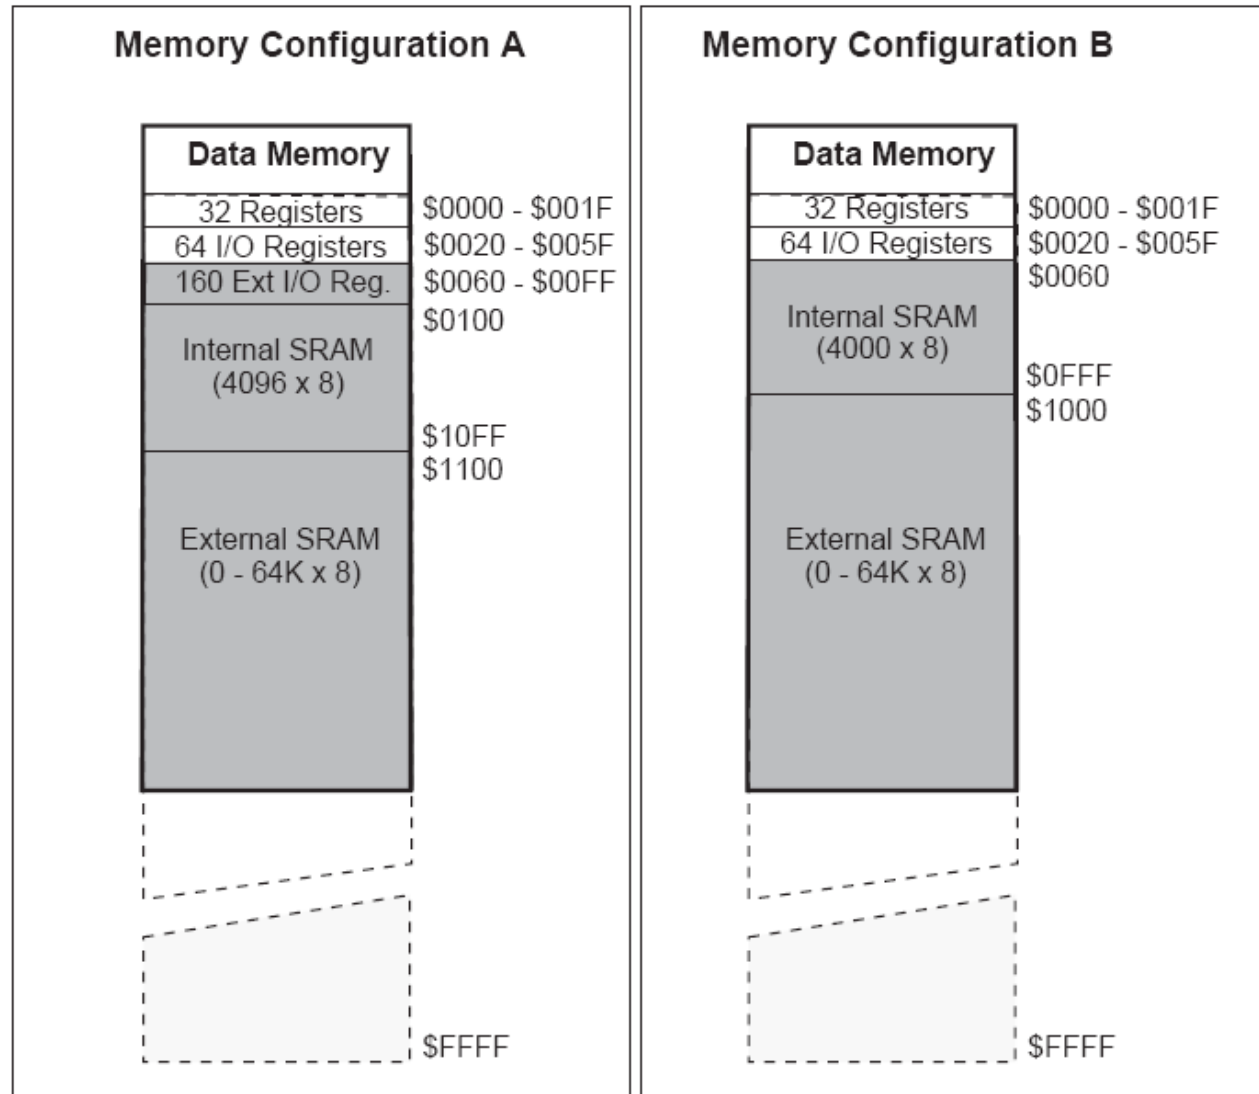 Memory Configuration A
Data Memory
32 Registers
$0000 - $001F
64 I/O Registers
$0020 - $005F
160 Ext I/O Reg.
$0060 - $00FF
$0100
Internal SRAM
(4096 x 8)
$10FF
$1100
External SRAM
(0 - 64K x 8)
$FFFF
Memory Configuration B
Data Memory
32 Registers
$0000 - $001F
64 I/O Registers
$0020 - $005F
$0060
Internal SRAM
(4000 x 8)
$0FFF
$1000
External SRAM
(0 - 64K x 8)
$FFFF